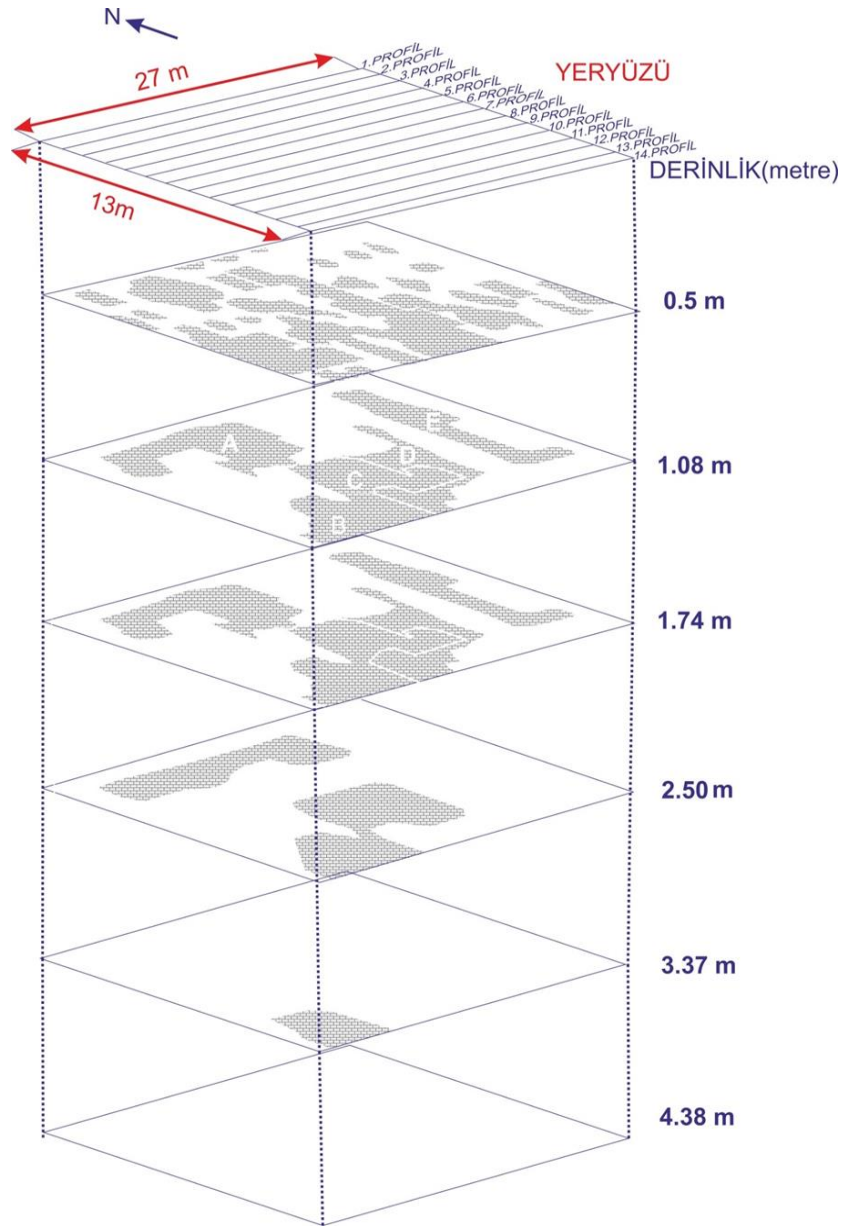 N
27 m
13m
1.PROFİL
2.PROFİL
3.PROFİL
4.PROFİL
5.PROFİL
6.PROFİL
7.PROFİL
8.PROFİL
9.PROFİL
10.PROFİL
11.PROFİL
12.PROFİL
13.PROFİL
14.PROFİL
YERYÜZÜ
DERİNLİK(metre)
0.5 m
A
E
D
C
B
1.08 m
1.74 m
2.50 m
3.37 m
4.38 m